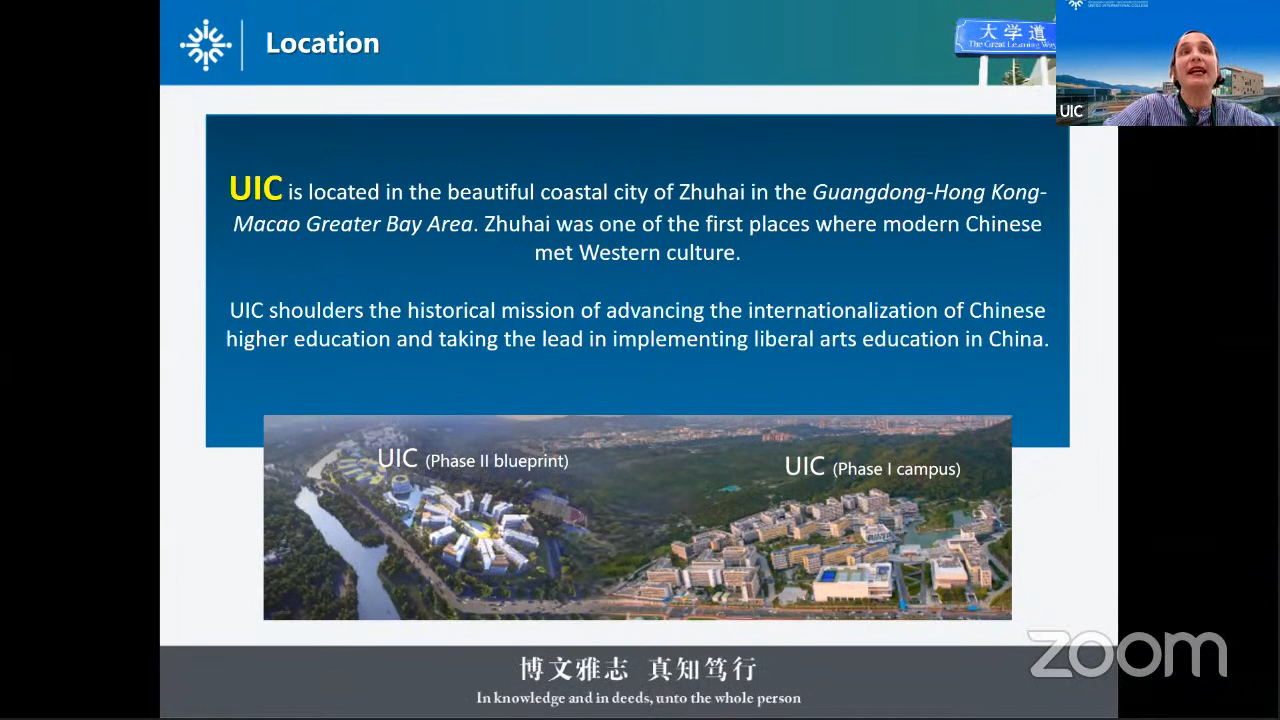 UIC
Location
大学道
The Great Learning Way
UNITED INTERNATIONAL COLLEGE
UIC
UIC is located in the beautiful coastal city of Zhuhai in the Guangdong-Hong Kong-
Macao Greater Bay Area. Zhuhai was one of the first places where modern Chinese
met Western culture.
UIC shoulders the historical mission of advancing the internationalization of Chinese
higher education and taking the lead in implementing liberal arts education in China.
UIC (Phase II blueprint)
UIC (Phase I campus)
zoom
博文雅志 真知笃行
In knowledge and in deeds, unto the whole person